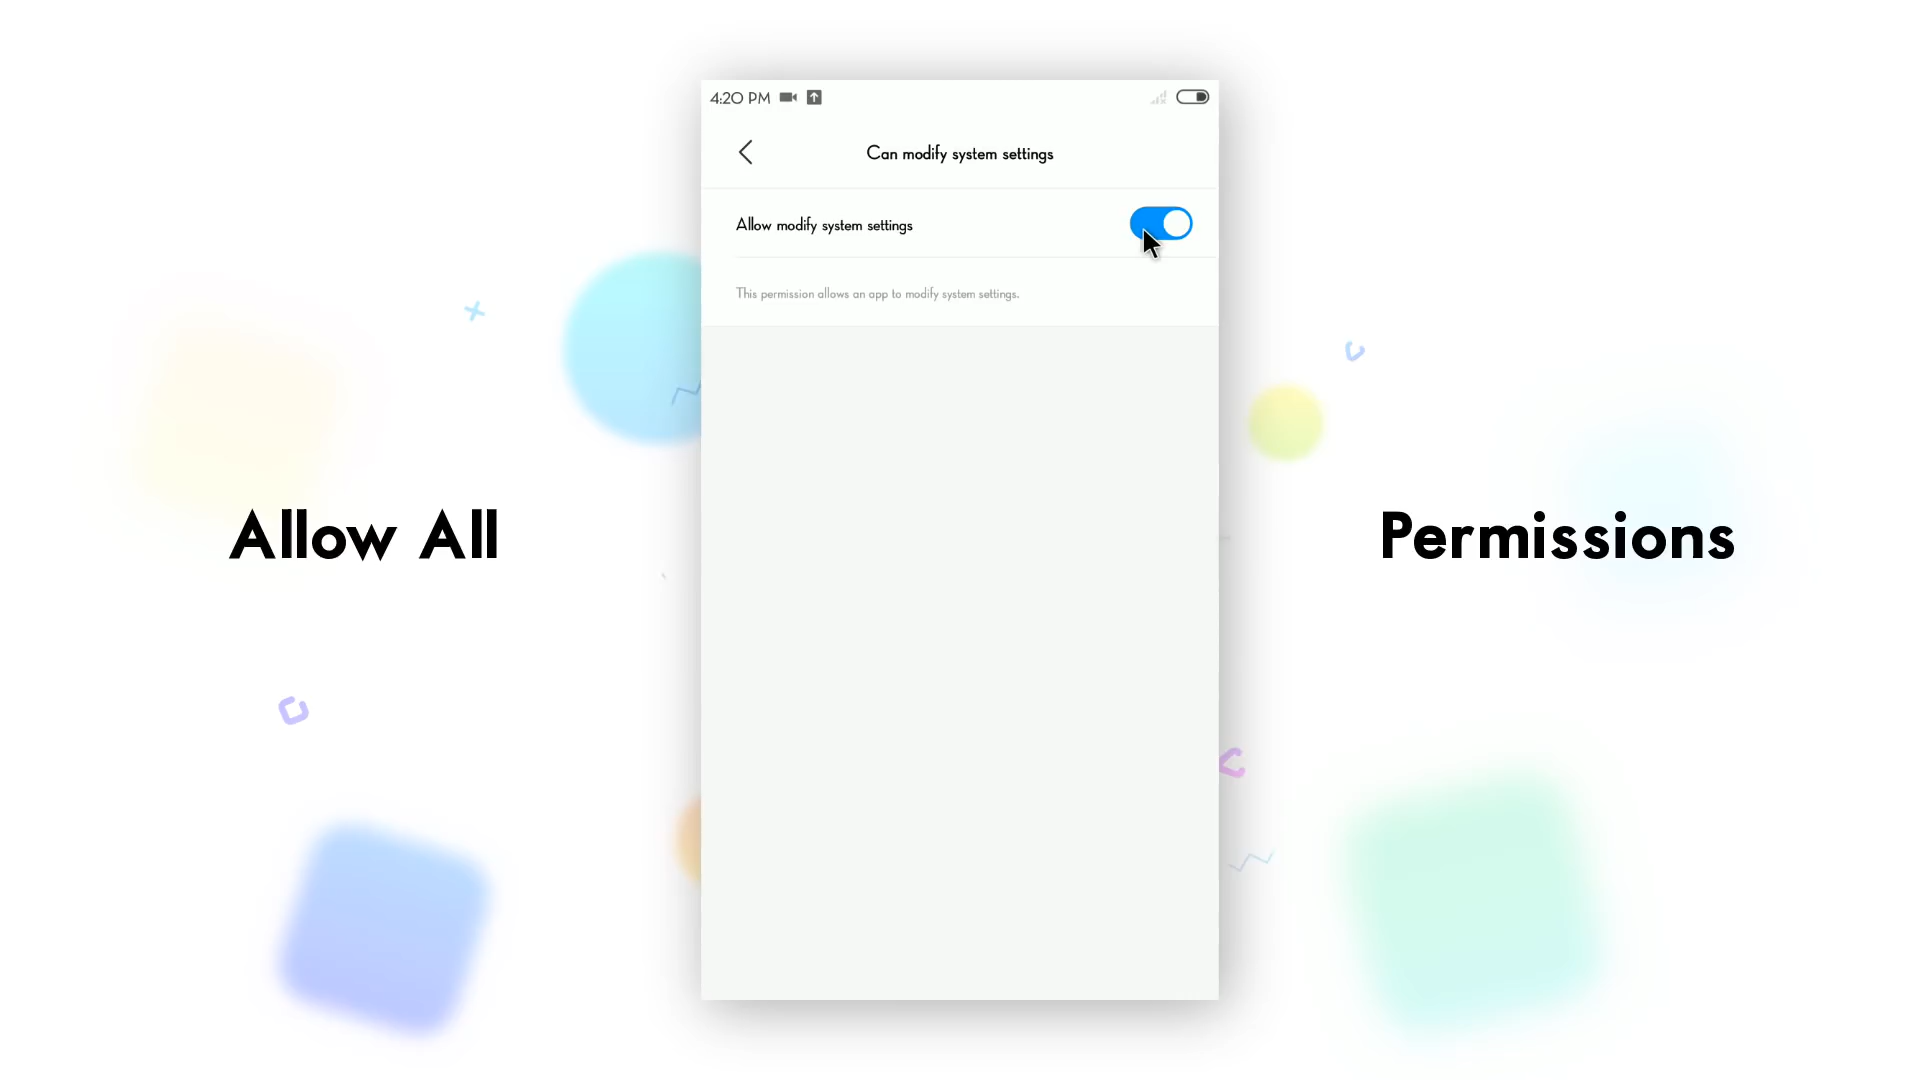 4:20 PM
Can modify system settings
Allow modify system settings
This permission allows an app to modify system settings.
Allow All
Permissions